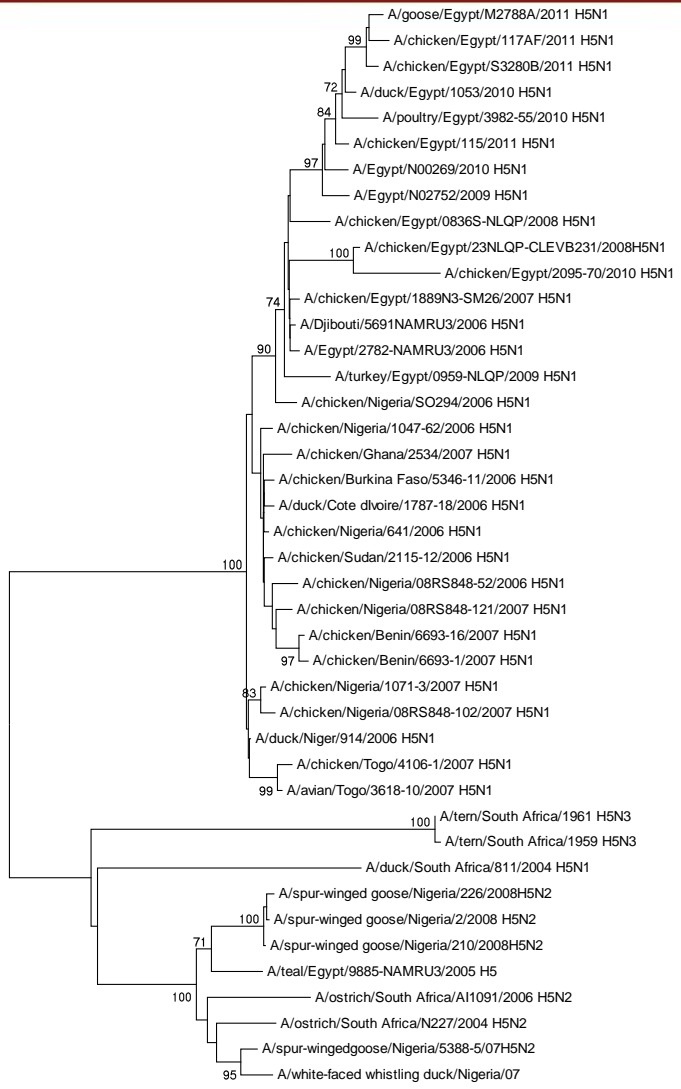 A/goose/Egypt/M2788A/2011 H5N1
A/chicken/Egypt/117AF/2011 H5N1
99
A/chicken/Egypt/S3280B/2011 H5N1
72
A/duck/Egypt/1053/2010 H5N1
84
A/poultry/Egypt/3982-55/2010 H5N1
A/chicken/Egypt/115/2011 H5N1
97
A/Egypt/N00269/2010 H5N1
A/Egypt/N02752/2009 H5N1
A/chicken/Egypt/0836S-NLQP/2008 H5N1
A/chicken/Egypt/23NLQP-CLEVB231/2008H5N1
100
A/chicken/Egypt/2095-70/2010 H5N1
A/chicken/Egypt/1889N3-SM26/2007 H5N1
74
A/Djibouti/5691NAMRU3/2006 H5N1
A/Egypt/2782-NAMRU3/2006 H5N1
90
A/turkey/Egypt/0959-NLQP/2009 H5N1
A/chicken/Nigeria/SO294/2006 H5N1
A/chicken/Nigeria/1047-62/2006 H5N1
A/chicken/Ghana/2534/2007 H5N1
A/chicken/Burkina Faso/5346-11/2006 H5N1
A/duck/Cote dIvoire/1787-18/2006 H5N1
A/chicken/Nigeria/641/2006 H5N1
A/chicken/Sudan/2115-12/2006 H5N1
100
A/chicken/Nigeria/08RS848-52/2006 H5N1
A/chicken/Nigeria/08RS848-121/2007 H5N1
A/chicken/Benin/6693-16/2007 H5N1
97
A/chicken/Benin/6693-1/2007 H5N1
A/chicken/Nigeria/1071-3/2007 H5N1
83
A/chicken/Nigeria/08RS848-102/2007 H5N1
A/duck/Niger/914/2006 H5N1
A/chicken/Togo/4106-1/2007 H5N1
99
A/avian/Togo/3618-10/2007 H5N1
A/tern/South Africa/1961 H5N3
100
A/tern/South Africa/1959 H5N3
A/duck/South Africa/811/2004 H5N1
A/spur-winged goose/Nigeria/226/2008H5N2
100
A/spur-winged goose/Nigeria/2/2008 H5N2
A/spur-winged goose/Nigeria/210/2008H5N2
71
A/teal/Egypt/9885-NAMRU3/2005 H5
100
A/ostrich/South Africa/AI1091/2006 H5N2
A/ostrich/South Africa/N227/2004 H5N2
A/spur-wingedgoose/Nigeria/5388-5/07H5N2
95
A/white-faced whistling duck/Nigeria/07